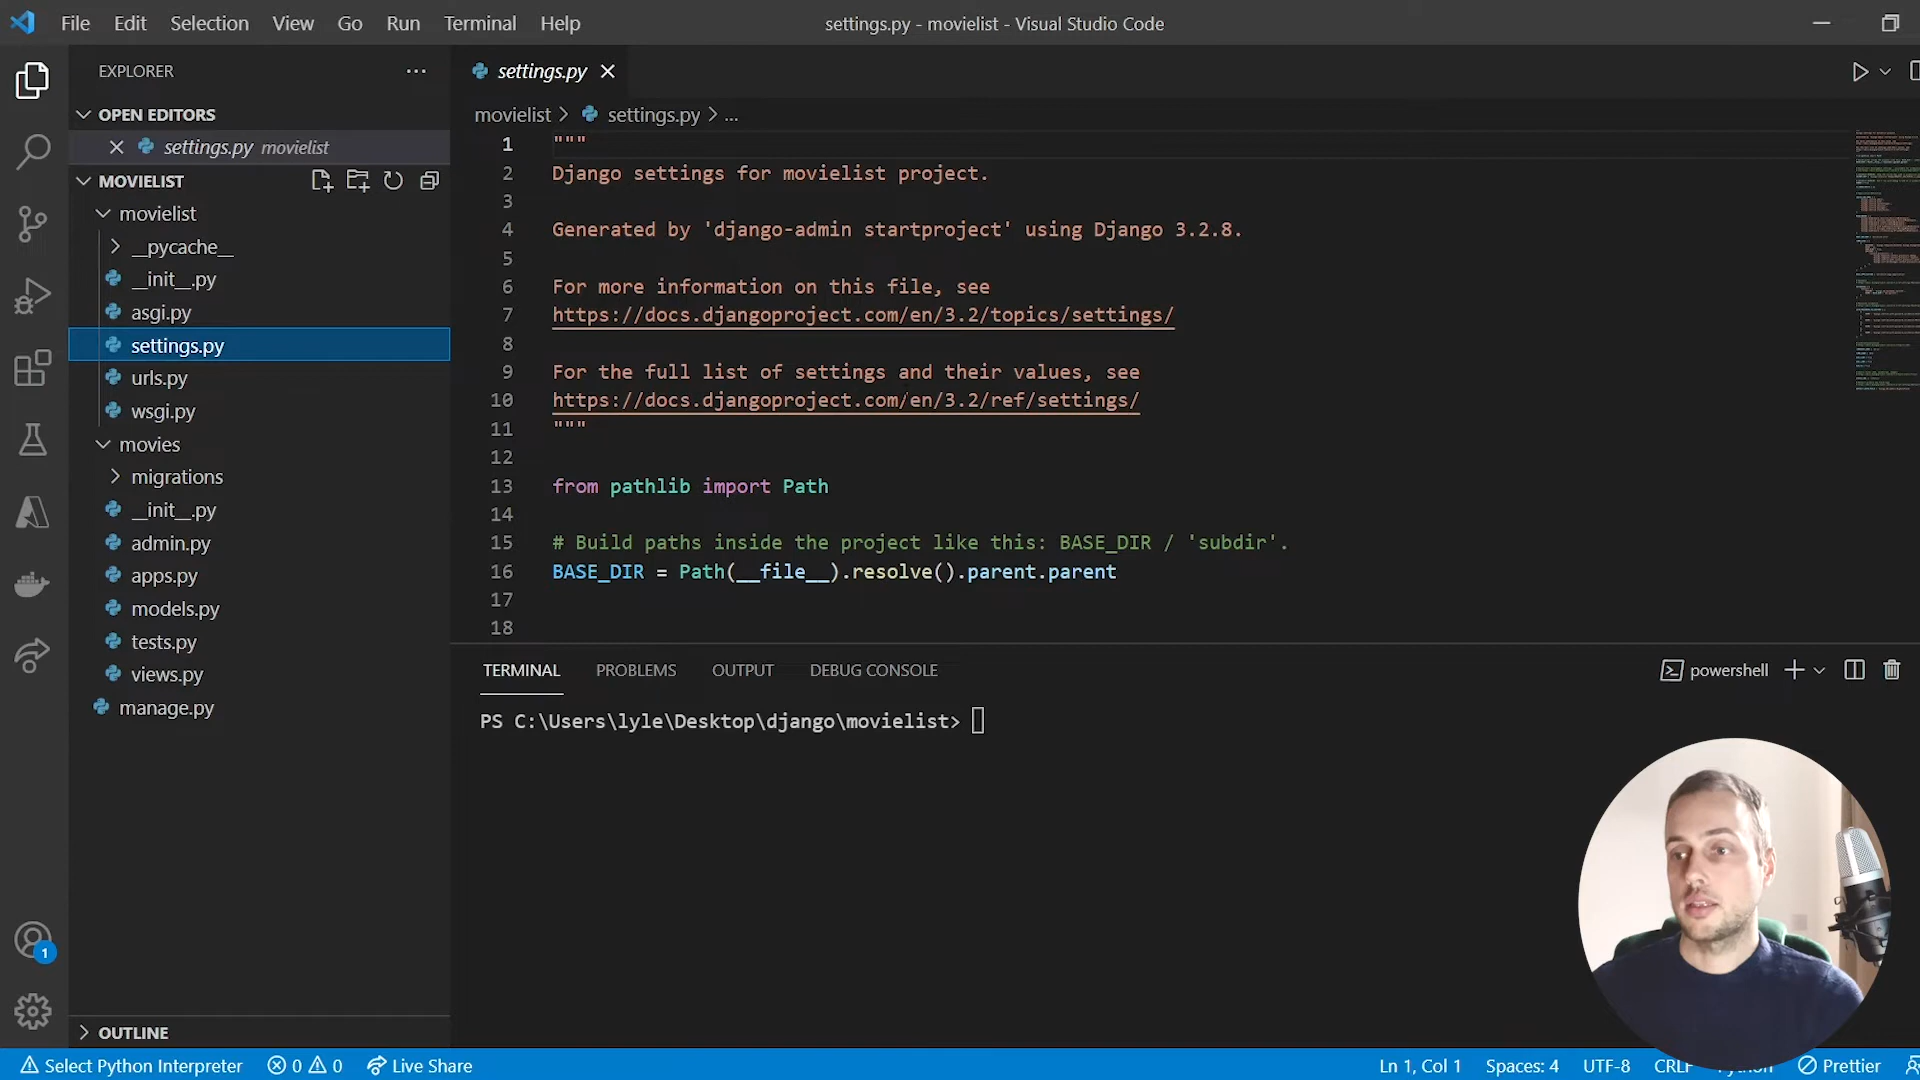 File Edit Selection View Go Run Terminal Help
settings.py - movielist - Visual Studio Code
EXPLORER
OPEN EDITORS
settings.py movielist
MOVIELIST
movielist
__pycache__
__init__.py
asgi.py
settings.py
urls.py
wsgi.py
movies
migrations
__init__.py
admin.py
apps.py
models.py
tests.py
views.py
manage.py
OUTLINE
settings.py
movielist > settings.py > ...
1 """
2 Django settings for movielist project.
3
4 Generated by 'django-admin startproject' using Django 3.2.8.
5
6 For more information on this file, see
7 https://docs.djangoproject.com/en/3.2/topics/settings/
8
9 For the full list of settings and their values, see
10 https://docs.djangoproject.com/en/3.2/ref/settings/
11 """
12
13 from pathlib import Path
14
15 # Build paths inside the project like this: BASE_DIR / 'subdir'.
16 BASE_DIR = Path(__file__).resolve().parent.parent
17
18
TERMINAL PROBLEMS OUTPUT DEBUG CONSOLE
powershell
PS C:\Users\lyle\Desktop\django\movielist>
1
Select Python Interpreter 0 0 Live Share
Ln 1, Col 1 Spaces: 4 UTF-8 CRLF Python Prettier